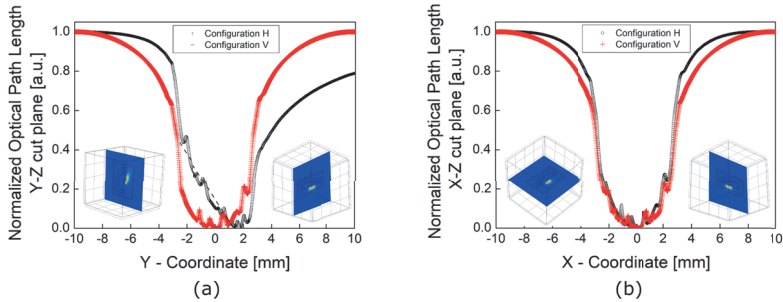 Normalized Optical Path Length
Y-Z cut plane [a.u.]
1.0
0.8
0.6
0.4
0.2
0.0
Configuration H
Configuration V
-10 -8 -6 -4 -2 0 2 4 6 8 10
Y - Coordinate [mm]
(a)
Normalized Optical Path Length
X-Z cut plane [a.u.]
1.0
0.8
0.6
0.4
0.2
0.0
Configuration H
Configuration V
-10 -8 -6 -4 -2 0 2 4 6 8 10
X - Coordinate [mm]
(b)